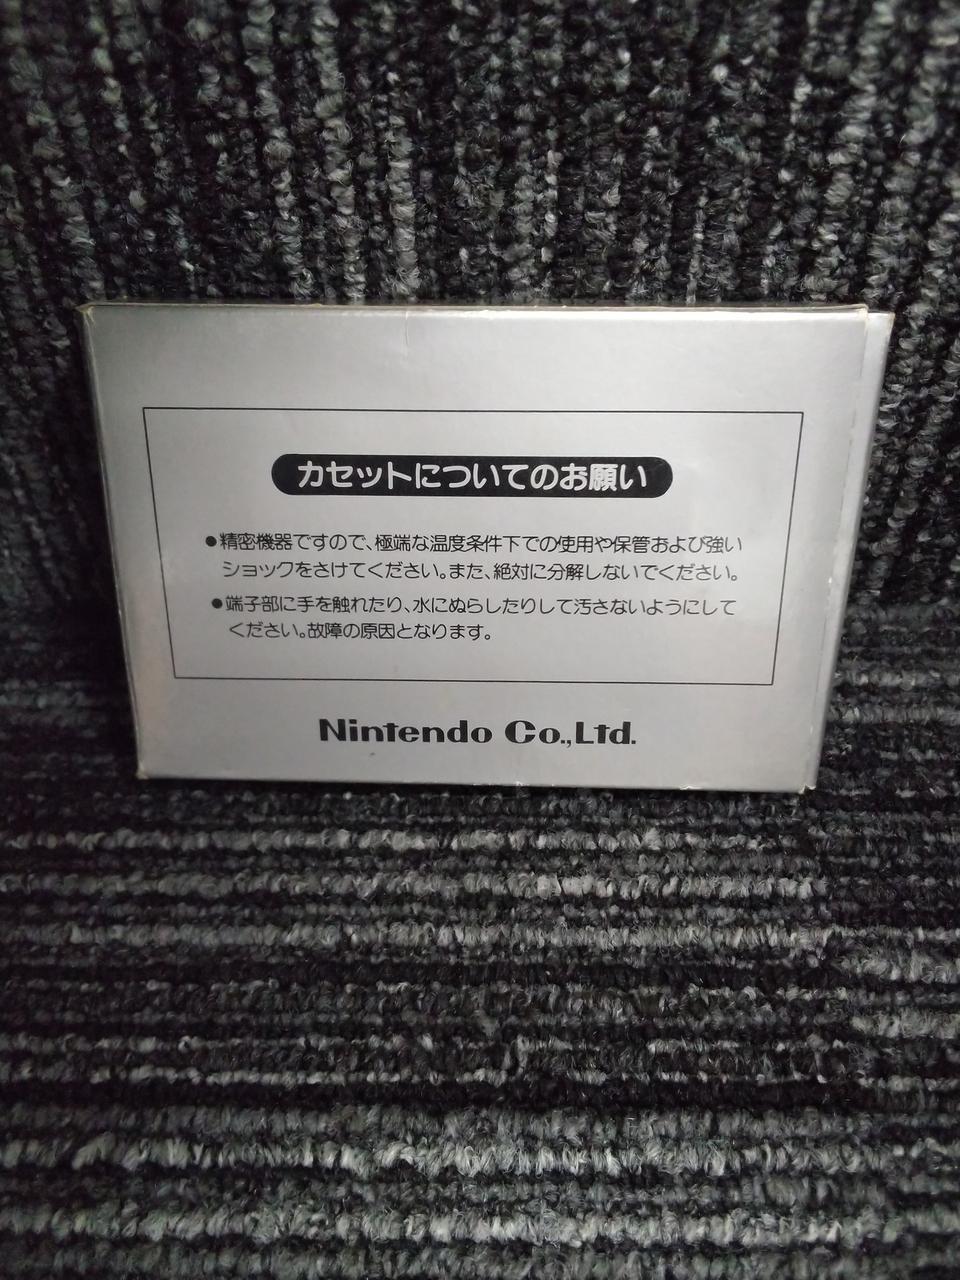 カセットについてのお願い
●精密機器ですので、極端な温度条件下での使用や保管および強い
ショックをさけてください。また、絶対に分解しないでください。
●端子部に手を触れたり、水にぬらしたりして汚さないようにして
ください。故障の原因となります。
Nintendo Co.,Ltd.